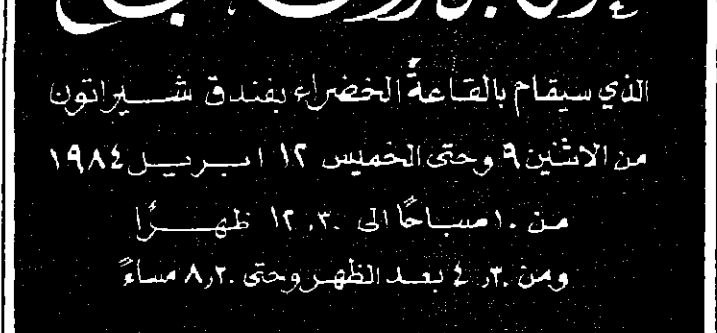 الذي سيقام بالقاعة الخضراء بفندق شيراتون
من الاثنين ٩ وحتى الخميس ١٢ ابريل ١٩٨٤
من ١٠ صباحًا الى ١٢,٣٠ ظهرًا
ومن ٤,٣٠ بعد الظهر وحتى ٨,٣٠ مساءً